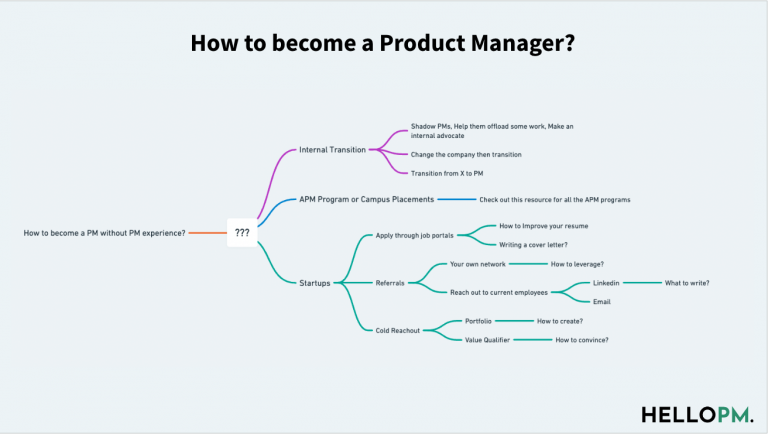 How to become a Product Manager?
Shadow PMs, Help them offload some work, Make an
internal advocate
Internal Transition
Change the company then transition
Transition from X to PM
APM Program or Campus Placements
Check out this resource for all the APM programs
How to become a PM without PM experience?
???
How to Improve your resume
Apply through job portals
Writing a cover letter?
Your own network
How to leverage?
Startups
Referrals
Linkedin
What to write?
Reach out to current employees
Email
Portfolio
How to create?
Cold Reachout
Value Qualifier
How to convince?
HELLOPM.